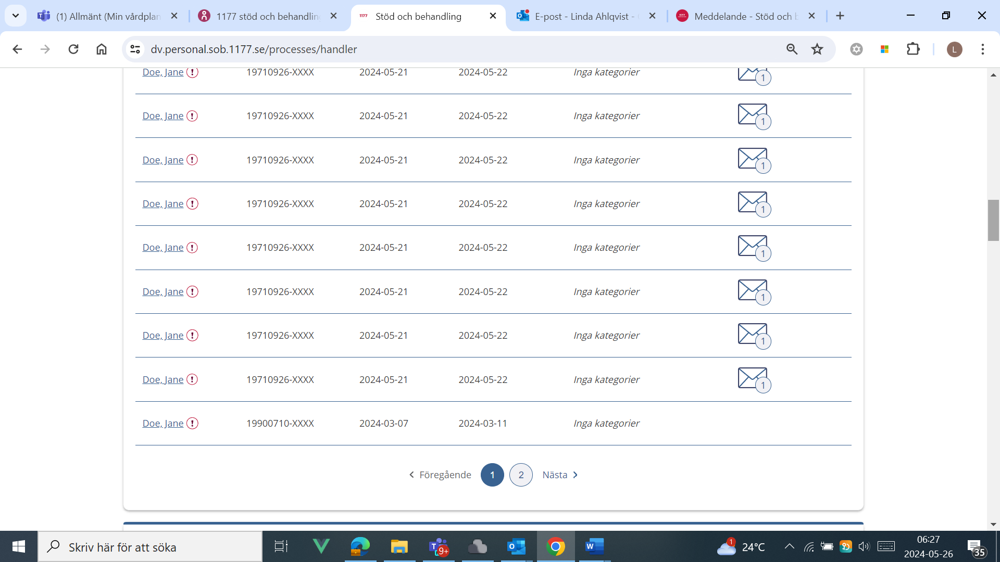 (1) Allmänt (Min vårdplan
1177 stöd och behandling
1177 Stöd och behandling
E-post - Linda Ahlqvist -
Meddelande - Stöd och b
dv.personal.sob.1177.se/processes/handler
L
Doe, Jane ! 19710926-XXXX 2024-05-21 2024-05-22 Inga kategorier 1
Doe, Jane ! 19710926-XXXX 2024-05-21 2024-05-22 Inga kategorier 1
Doe, Jane ! 19710926-XXXX 2024-05-21 2024-05-22 Inga kategorier 1
Doe, Jane ! 19710926-XXXX 2024-05-21 2024-05-22 Inga kategorier 1
Doe, Jane ! 19710926-XXXX 2024-05-21 2024-05-22 Inga kategorier 1
Doe, Jane ! 19710926-XXXX 2024-05-21 2024-05-22 Inga kategorier 1
Doe, Jane ! 19710926-XXXX 2024-05-21 2024-05-22 Inga kategorier 1
Doe, Jane ! 19710926-XXXX 2024-05-21 2024-05-22 Inga kategorier 1
Doe, Jane ! 19900710-XXXX 2024-03-07 2024-03-11 Inga kategorier
Föregående 1 2 Nästa
Skriv här för att söka
9+
1
24°C
06:27
2024-05-26
35